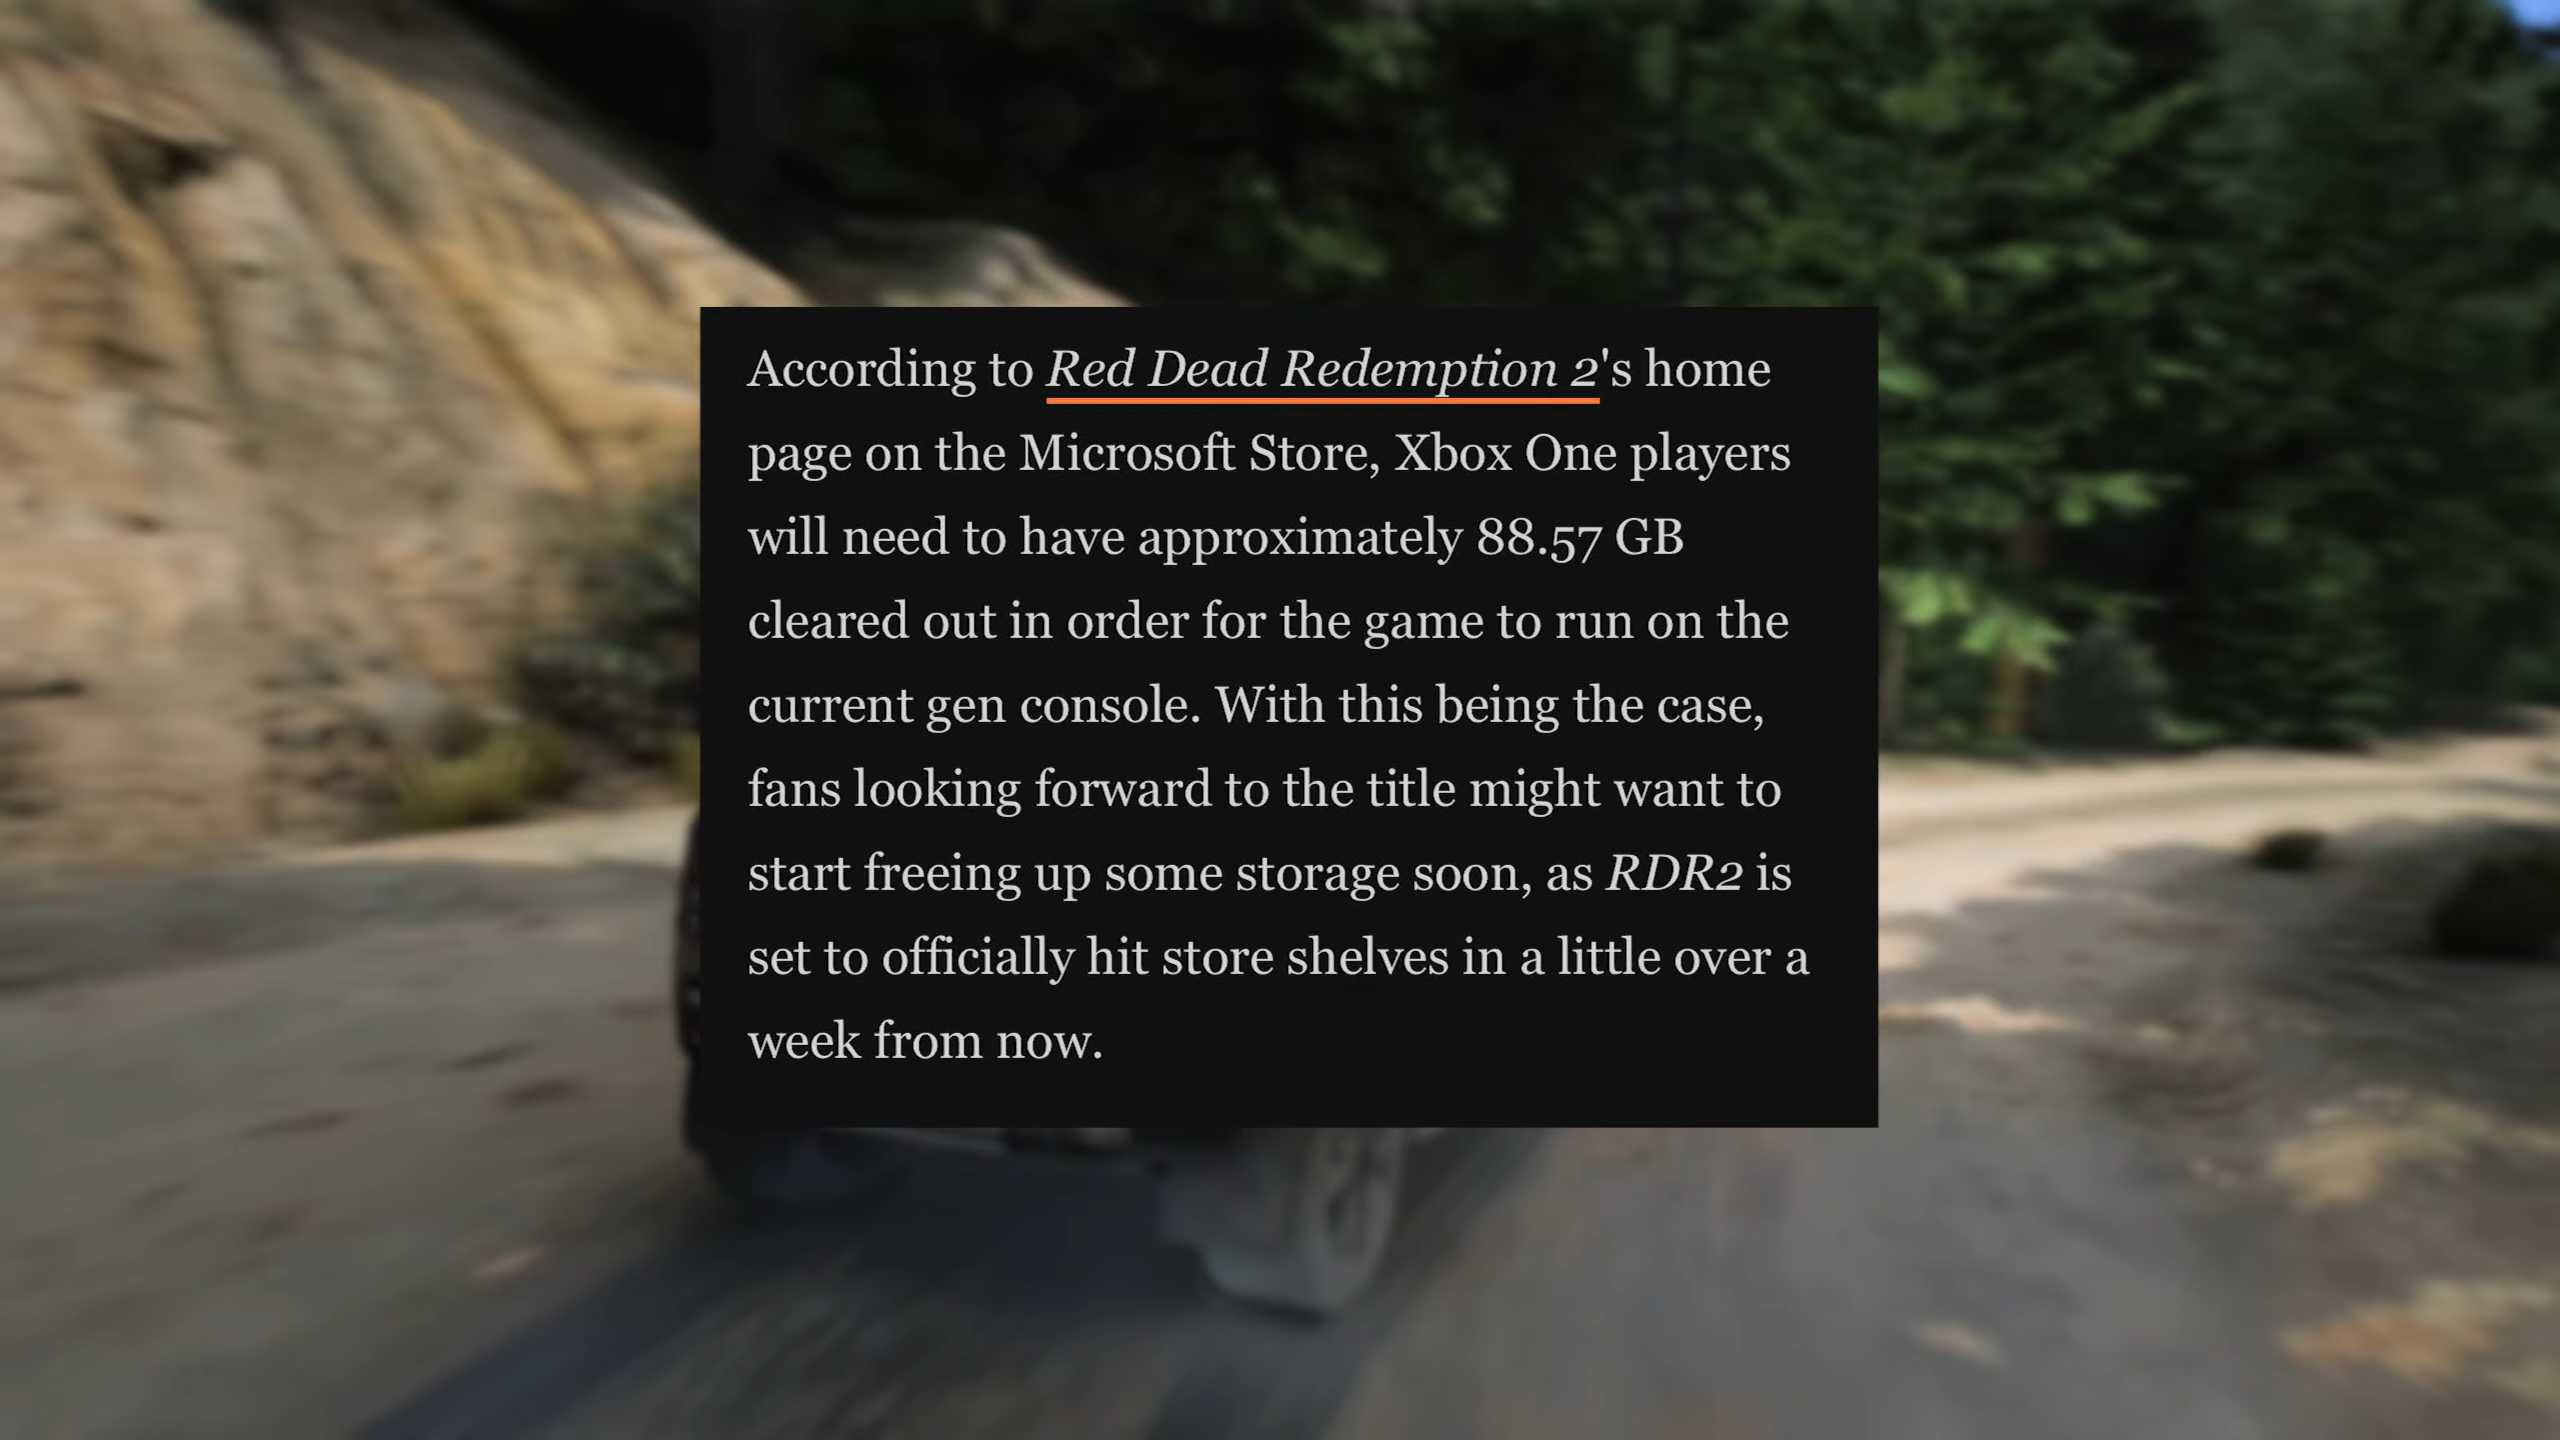 According to Red Dead Redemption 2's home
page on the Microsoft Store, Xbox One players
will need to have approximately 88.57 GB
cleared out in order for the game to run on the
current gen console. With this being the case,
fans looking forward to the title might want to
start freeing up some storage soon, as RDR2 is
set to officially hit store shelves in a little over a
week from now.